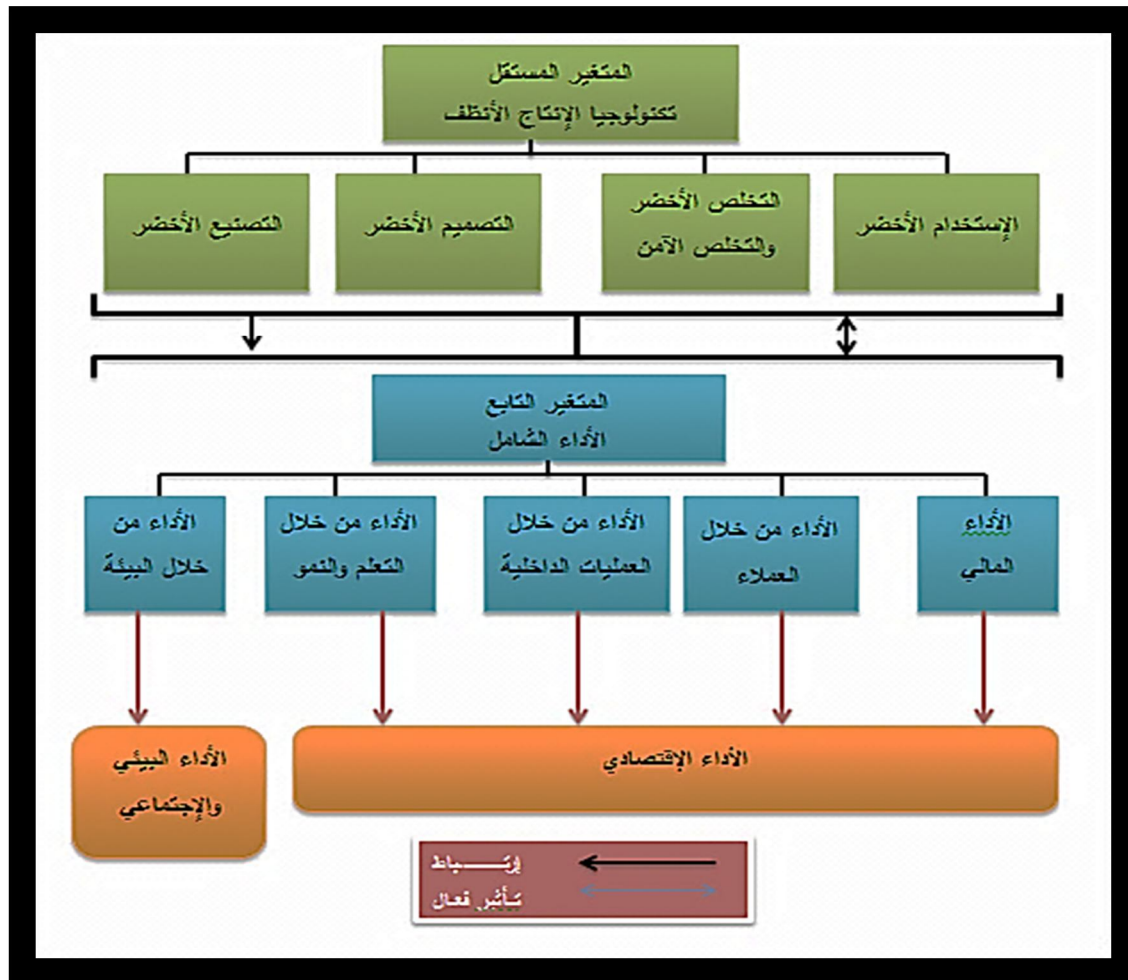 المتغير المستقل
تكنولوجيا الإنتاج الأنظف
الإستخدام الأخضر
التخلص الأخضر
والتخلص الآمن
التصميم الأخضر
التصنيع الأخضر
المتغير التابع
الأداء الشامل
الأداء
المالي
الأداء من خلال
العملاء
الأداء من خلال
العمليات الداخلية
الأداء من خلال
التعلم والنمو
الأداء من
خلال البيئة
الأداء الإقتصادي
الأداء البيئي
والإجتماعي
إرتـــــــباط
تـأثير فعال